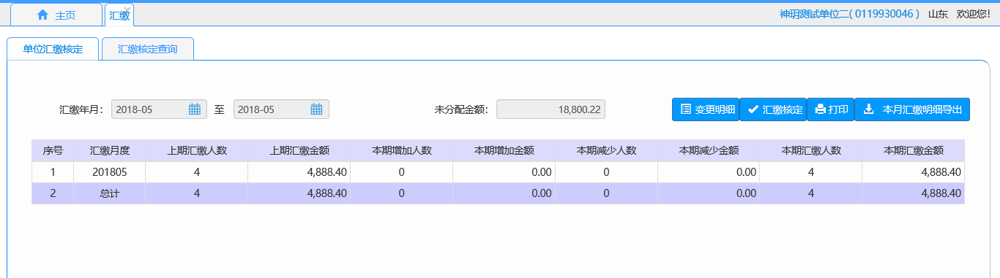 主页 汇缴 神玥测试单位二( 0119930046 ) 山东 欢迎您!
单位汇缴核定 汇缴核定查询
汇缴年月: 2018-05 至 2018-05 未分配金额: 18,800.22 变更明细 汇缴核定 打印 本月汇缴明细导出
序号 汇缴月度 上期汇缴人数 上期汇缴金额 本期增加人数 本期增加金额 本期减少人数 本期减少金额 本期汇缴人数 本期汇缴金额
1 201805 4 4,888.40 0 0.00 0 0.00 4 4,888.40
2 总计 4 4,888.40 0 0.00 0 0.00 4 4,888.40